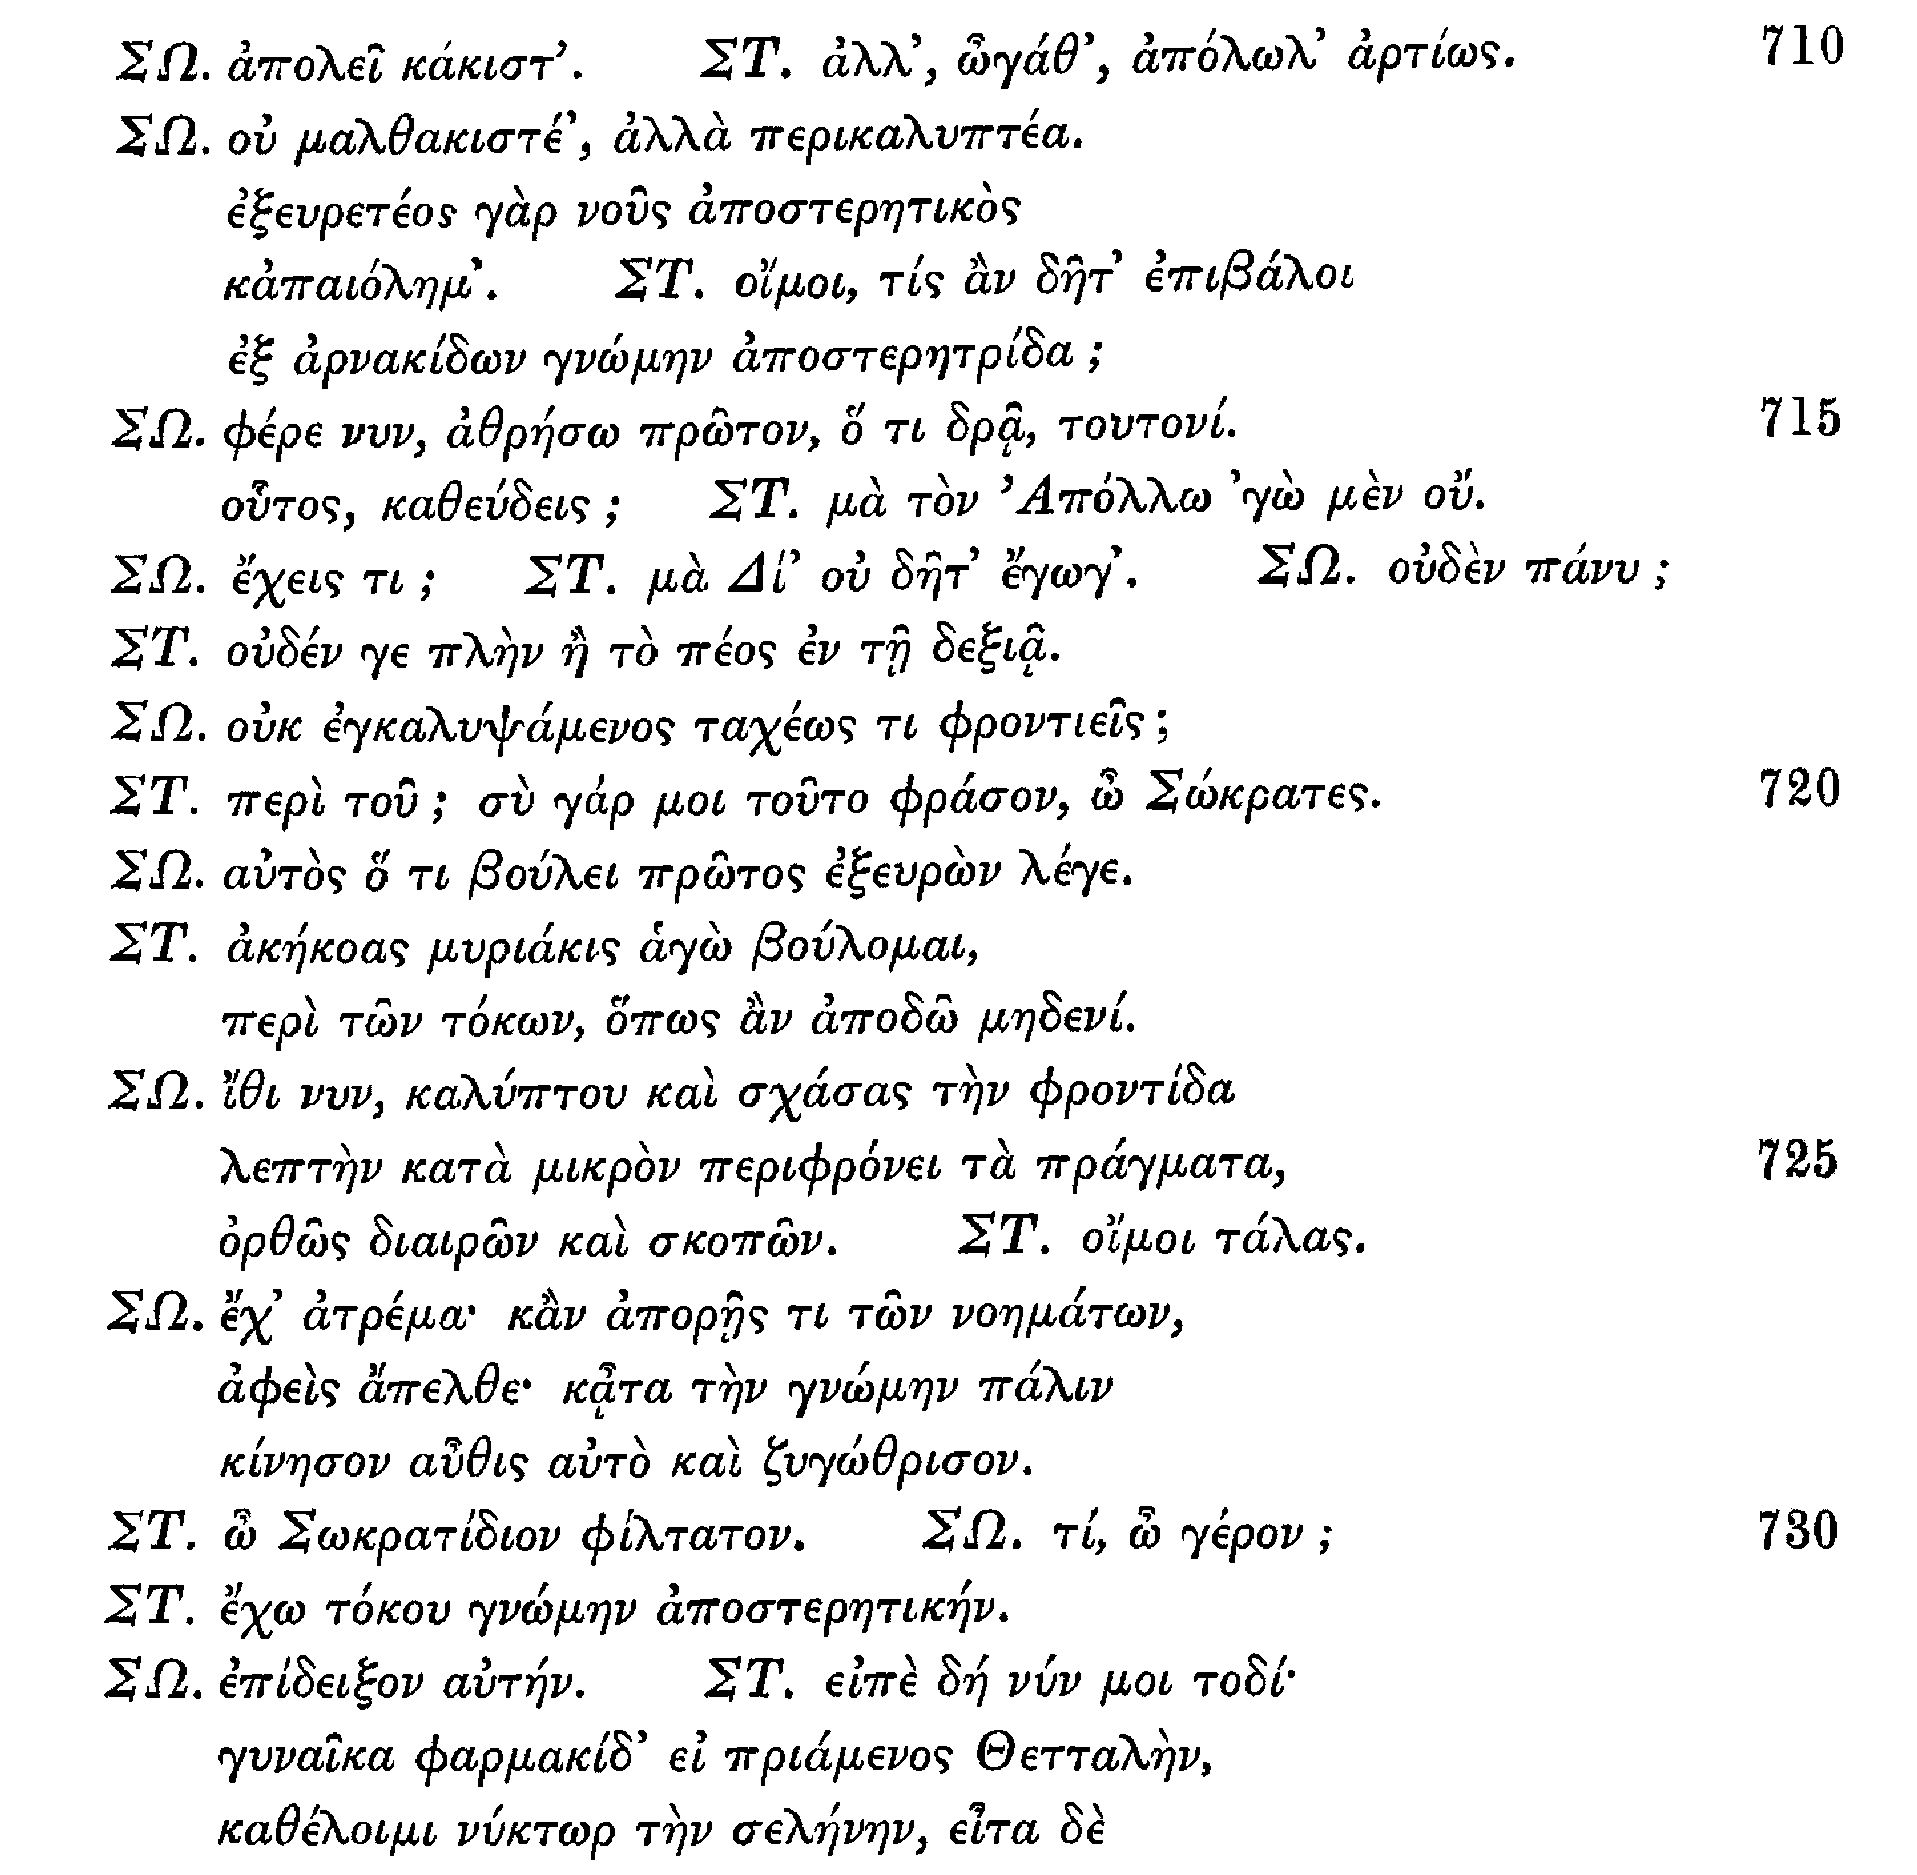 ΣΩ. ἀπολεῖ κάκιστ’. ΣΤ. ἀλλ’, ὦγάθ’, ἀπόλωλ’ ἀρτίως. 710
ΣΩ. οὐ μαλθακιστέ’, ἀλλὰ περικαλυπτέα.
ἐξευρετέος γὰρ νοῦς ἀποστερητικὸς
κἀπαιόλημ’. ΣΤ. οἴμοι, τίς ἂν δῆτ’ ἐπιβάλοι
ἐξ ἀρνακίδων γνώμην ἀποστερητρίδα ;
ΣΩ. φέρε νυν, ἀθρήσω πρῶτον, ὅ τι δρᾷ, τουτονί. 715
οὗτος, καθεύδεις ; ΣΤ. μὰ τὸν ’Απόλλω ’γὼ μὲν οὔ.
ΣΩ. ἔχεις τι ; ΣΤ. μὰ Δί’ οὐ δῆτ’ ἔγωγ’. ΣΩ. οὐδὲν πάνυ ;
ΣΤ. οὐδέν γε πλὴν ἢ τὸ πέος ἐν τῇ δεξιᾷ.
ΣΩ. οὐκ ἐγκαλυψάμενος ταχέως τι φροντιεῖς ;
ΣΤ. περὶ τοῦ ; σὺ γάρ μοι τοῦτο φράσον, ὦ Σώκρατες. 720
ΣΩ. αὐτὸς ὅ τι βούλει πρῶτος ἐξευρὼν λέγε.
ΣΤ. ἀκήκοας μυριάκις ἁγὼ βούλομαι,
περὶ τῶν τόκων, ὅπως ἂν ἀποδῶ μηδενί.
ΣΩ. ἴθι νυν, καλύπτου καὶ σχάσας τὴν φροντίδα
λεπτὴν κατὰ μικρὸν περιφρόνει τὰ πράγματα, 725
ὀρθῶς διαιρῶν καὶ σκοπῶν. ΣΤ. οἴμοι τάλας.
ΣΩ. ἔχ’ ἀτρέμα· κἂν ἀπορῇς τι τῶν νοημάτων,
ἀφεὶς ἄπελθε· κᾆτα τὴν γνώμην πάλιν
κίνησον αὖθις αὐτὸ καὶ ζυγώθρισον.
ΣΤ. ὦ Σωκρατίδιον φίλτατον. ΣΩ. τί, ὦ γέρον ; 730
ΣΤ. ἔχω τόκου γνώμην ἀποστερητικήν.
ΣΩ. ἐπίδειξον αὐτήν. ΣΤ. εἰπὲ δή νύν μοι τοδί·
γυναῖκα φαρμακίδ’ εἰ πριάμενος Θετταλὴν,
καθέλοιμι νύκτωρ τὴν σελήνην, εἶτα δὲ